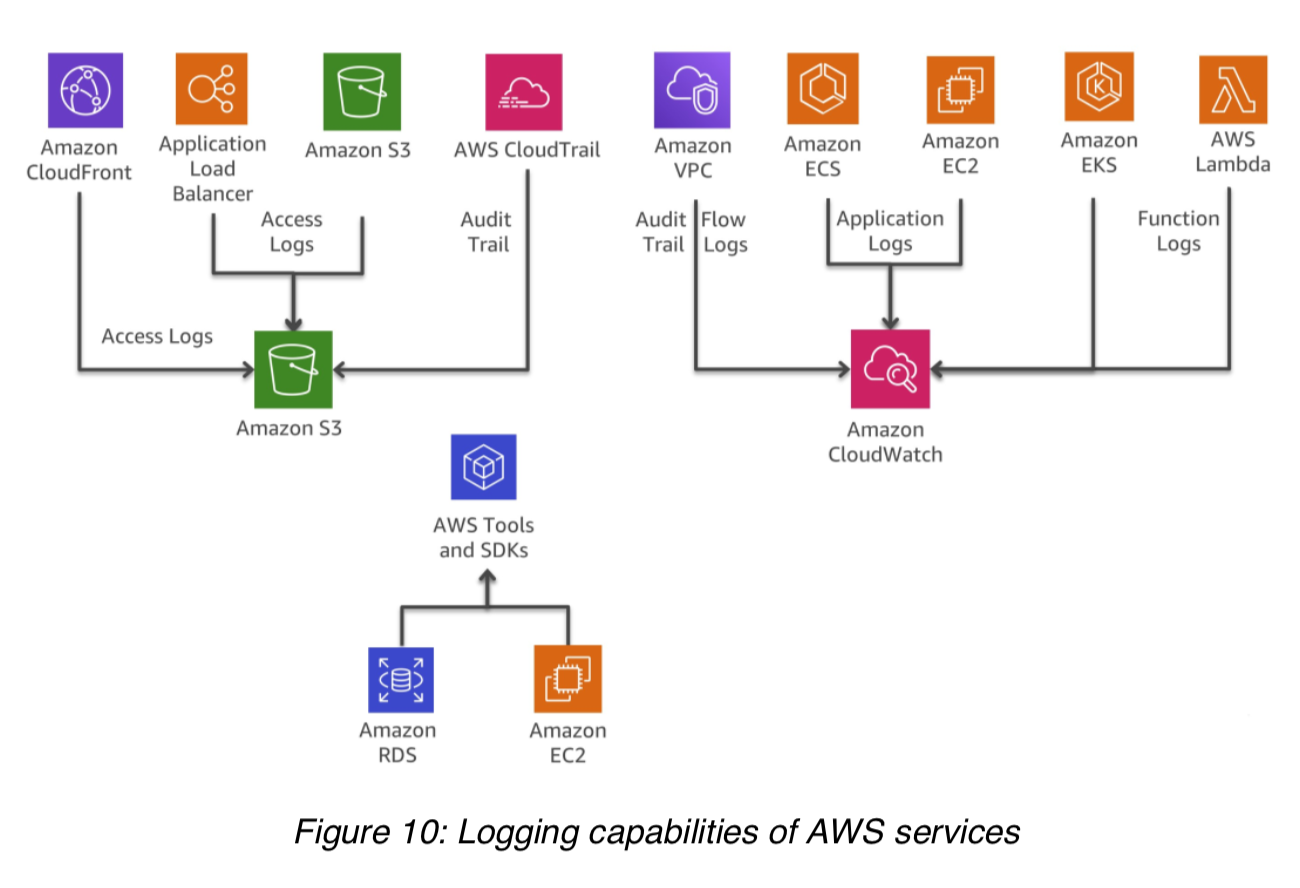 Amazon
CloudFront
Application
Load
Balancer
Amazon S3
AWS CloudTrail
Amazon
VPC
Amazon
ECS
Amazon
EC2
Amazon
EKS
AWS
Lambda
Access
Logs
Audit
Trail
Audit
Trail
Flow
Logs
Application
Logs
Function
Logs
Access Logs
Amazon S3
Amazon
CloudWatch
AWS Tools
and SDKs
Amazon
RDS
Amazon
EC2
Figure 10: Logging capabilities of AWS services